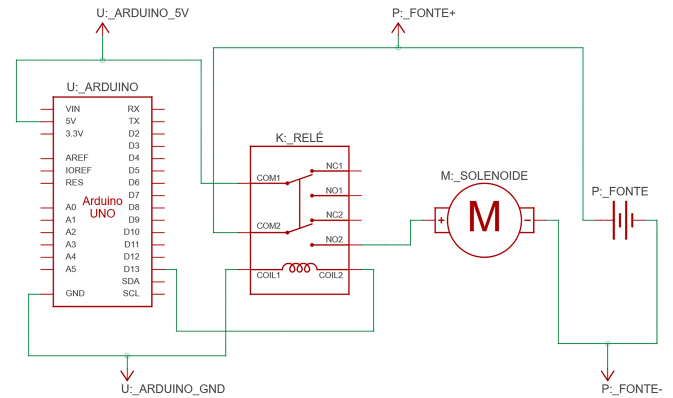 U:_ARDUINO_5V
P:_FONTE+
U:_ARDUINO
VIN RX
5V TX
3.3V D2
D3
AREF D4
IOREF D5
RES D6
D7
A0 D8
A1 D9
A2 D10
A3 D11
A4 D12
A5 D13
SDA
GND SCL
Arduino
UNO
K:_RELÉ
NC1
COM1
NO1
NC2
COM2
NO2
COIL1 COIL2
M:_SOLENOIDE
+ M -
P:_FONTE
U:_ARDUINO_GND
P:_FONTE-